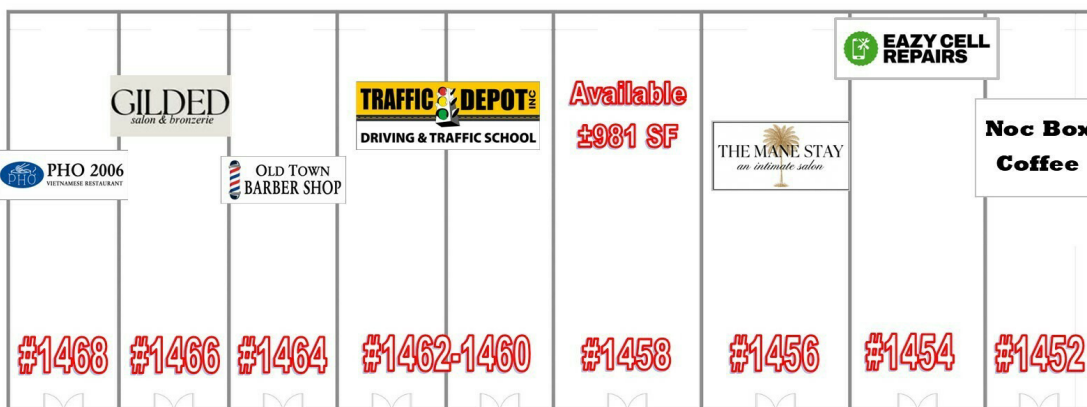 PHO
PHO 2006
VIETNAMESE RESTAURANT
GILDED
salon & bronzerie
OLD TOWN
BARBER SHOP
TRAFFIC DEPOT INC
DRIVING & TRAFFIC SCHOOL
Available
±981 SF
THE MANE STAY
an intimate salon
EAZY CELL
REPAIRS
Noc Box
Coffee
#1468
#1466
#1464
#1462-1460
#1458
#1456
#1454
#1452